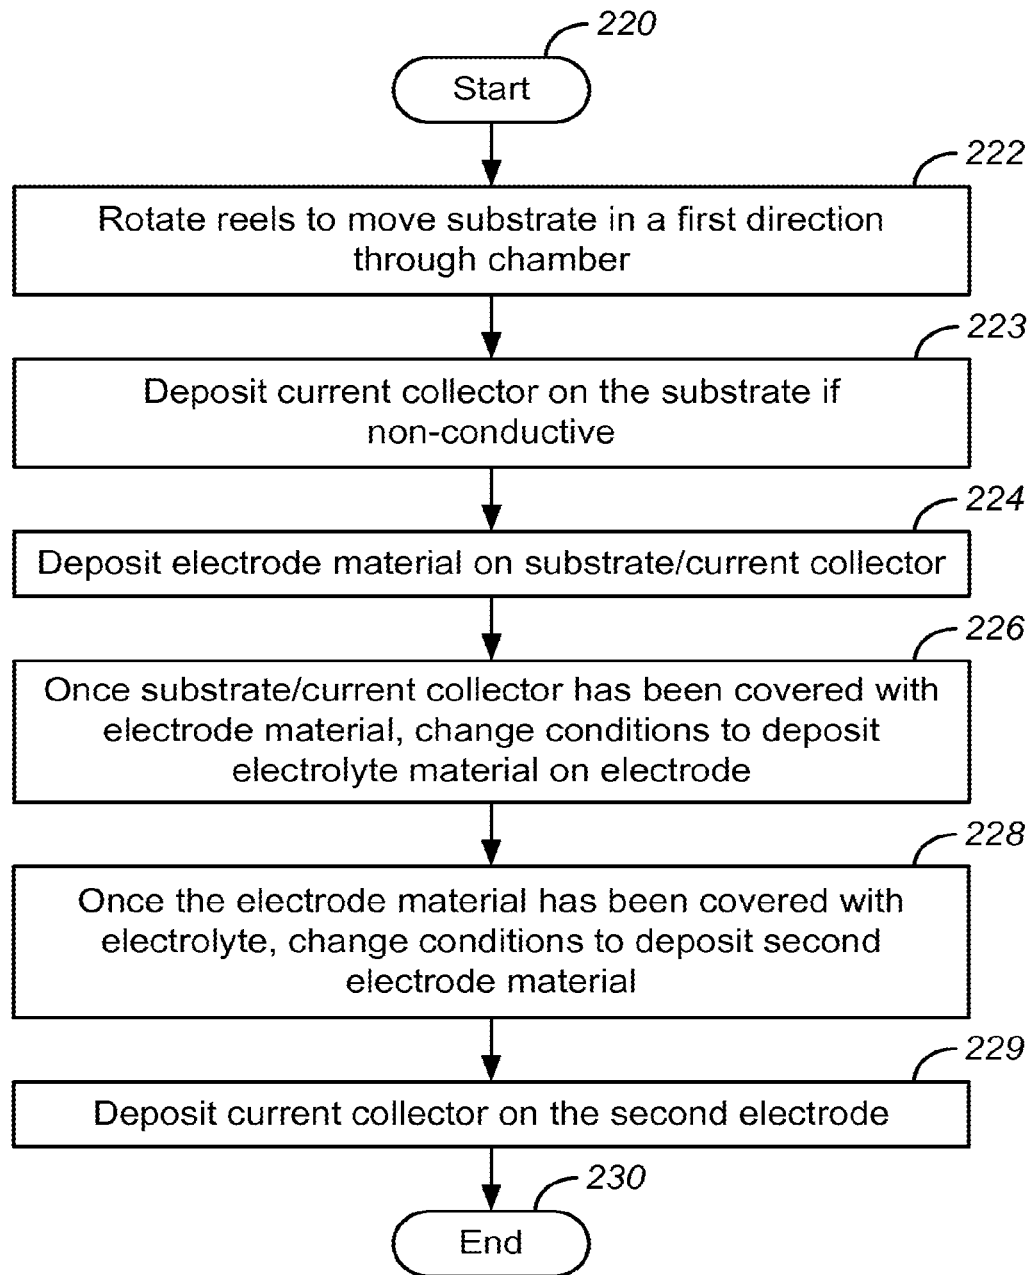 220
Start
222
Rotate reels to move substrate in a first direction
through chamber
223
Deposit current collector on the substrate if
non-conductive
224
Deposit electrode material on substrate/current collector
226
Once substrate/current collector has been covered with
electrode material, change conditions to deposit
electrolyte material on electrode
228
Once the electrode material has been covered with
electrolyte, change conditions to deposit second
electrode material
229
Deposit current collector on the second electrode
230
End